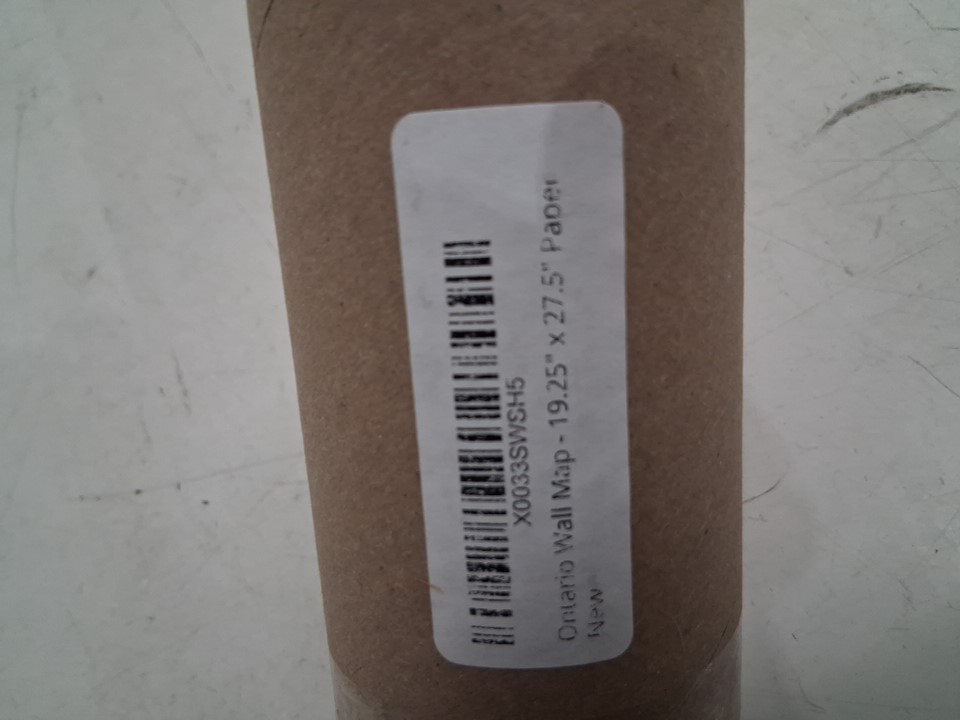 X0033SWSH5
Ontario Wall Map - 19.25" x 27.5" Paper
New